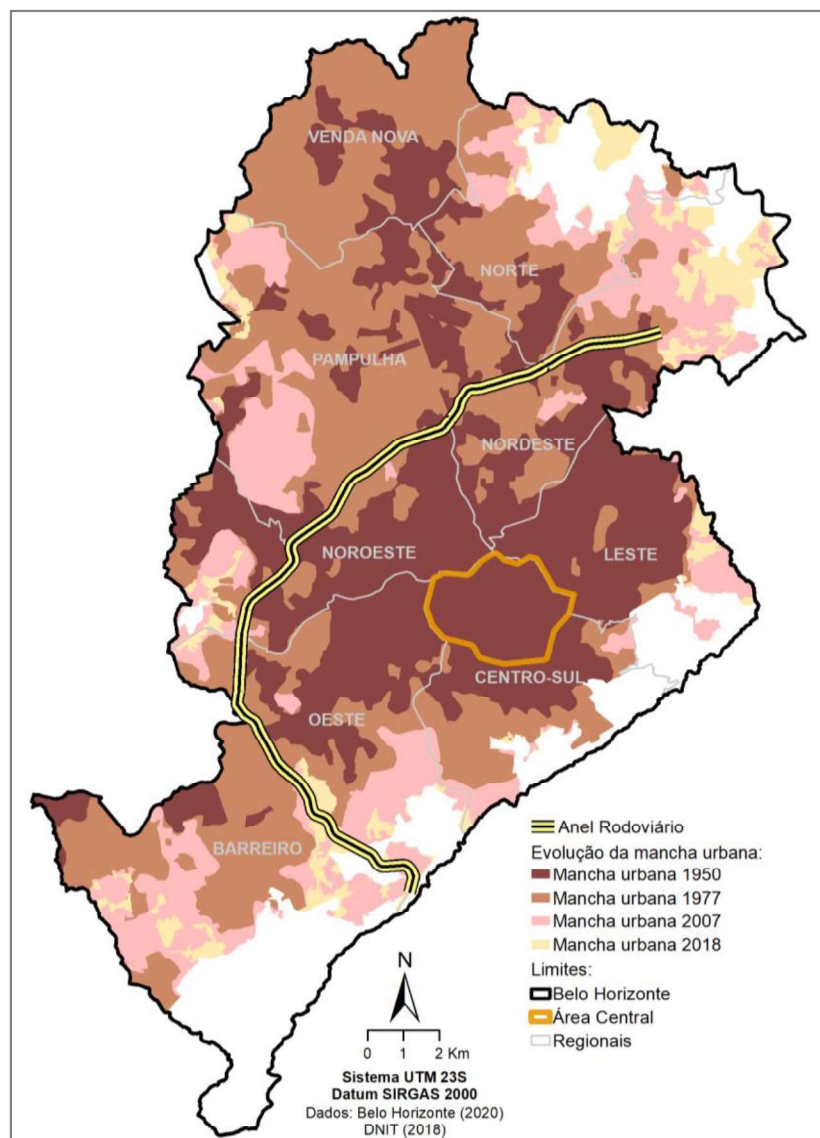 VENDA NOVA
NORTE
PAMPULHA
NORDESTE
NOROESTE
LESTE
CENTRO-SUL
OESTE
BARREIRO
Anel Rodoviário
Evolução da mancha urbana:
Mancha urbana 1950
Mancha urbana 1977
Mancha urbana 2007
Mancha urbana 2018
Limites:
Belo Horizonte
Área Central
Regionais
N
0 1 2 Km
Sistema UTM 23S
Datum SIRGAS 2000
Dados: Belo Horizonte (2020)
DNIT (2018)